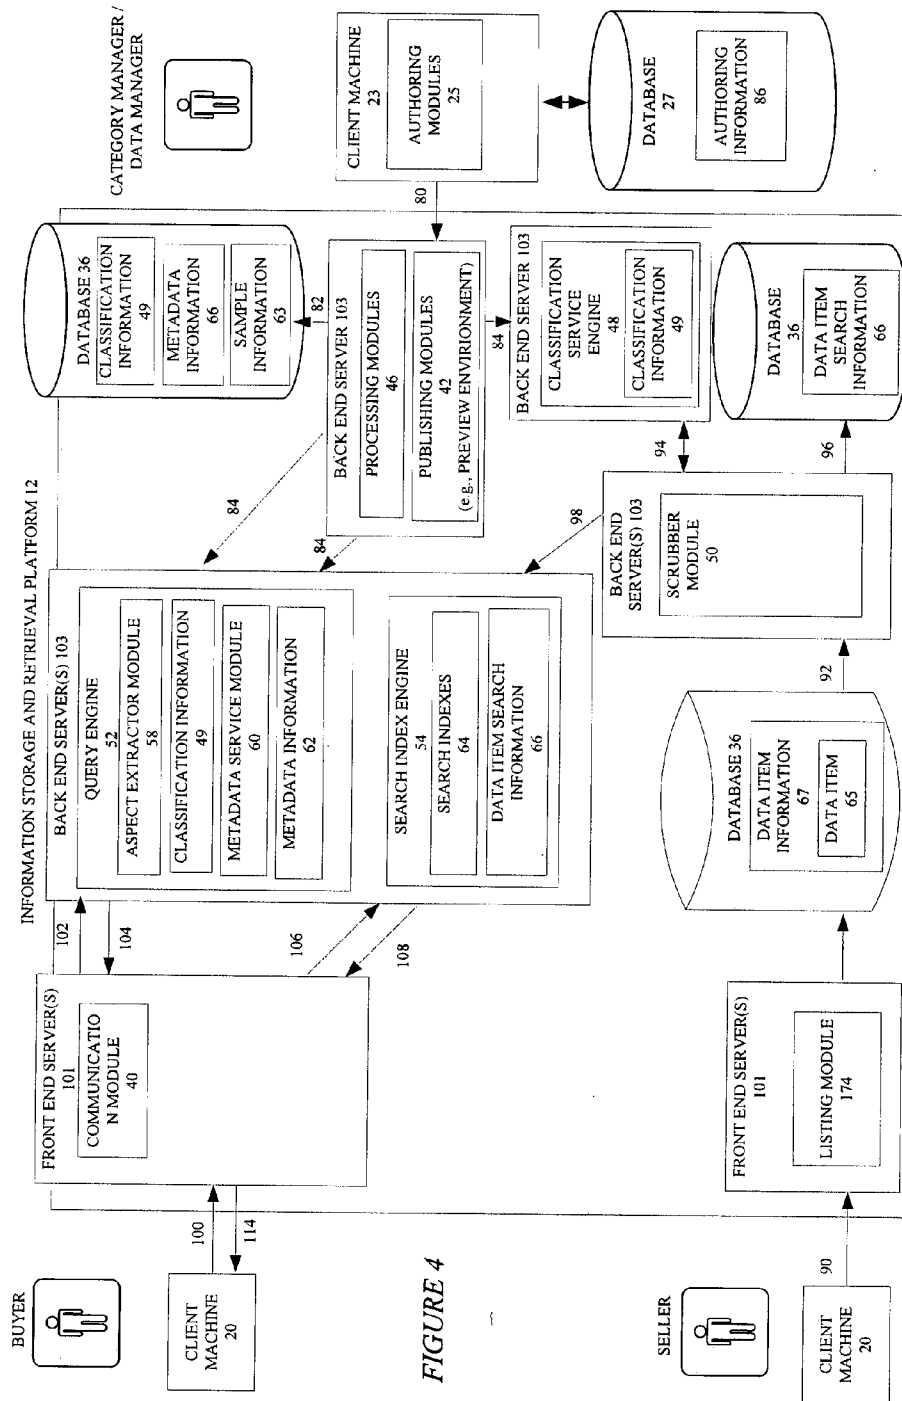 INFORMATION STORAGE AND RETRIEVAL PLATFORM 12
BUYER
CLIENT
MACHINE
20
100
114
FRONT END SERVER(S)
101
COMMUNICATIO
N MODULE
40
102
104
106
108
BACK END SERVER(S) 103
QUERY ENGINE
52
ASPECT EXTRACTOR MODULE
58
CLASSIFICATION INFORMATION
49
METADATA SERVICE MODULE
60
METADATA INFORMATION
62
SEARCH INDEX ENGINE
54
SEARCH INDEXES
64
DATA ITEM SEARCH
INFORMATION
66
84
84
98
DATABASE 36
CLASSIFICATION
INFORMATION
49
METADATA
INFORMATION
66
SAMPLE
INFORMATION
63
82
BACK END SERVER 103
PROCESSING MODULES
46
PUBLISHING MODULES
42
(e.g., PREVIEW ENVIRIONMENT)
80
84
CATEGORY MANAGER /
DATA MANAGER
CLIENT MACHINE
23
AUTHORING
MODULES
25
DATABASE
27
AUTHORING
INFORMATION
86
BACK END SERVER 103
CLASSIFICATION
SERVICE
ENGINE
48
CLASSIFICATION
INFORMATION
49
94
DATABASE
36
DATA ITEM
SEARCH
INFORMATION
66
96
BACK END
SERVER(S) 103
SCRUBBER
MODULE
50
92
DATABASE 36
DATA ITEM
INFORMATION
67
DATA ITEM
65
FRONT END SERVER(S)
101
LISTING MODULE
174
90
SELLER
CLIENT
MACHINE
20
FIGURE 4